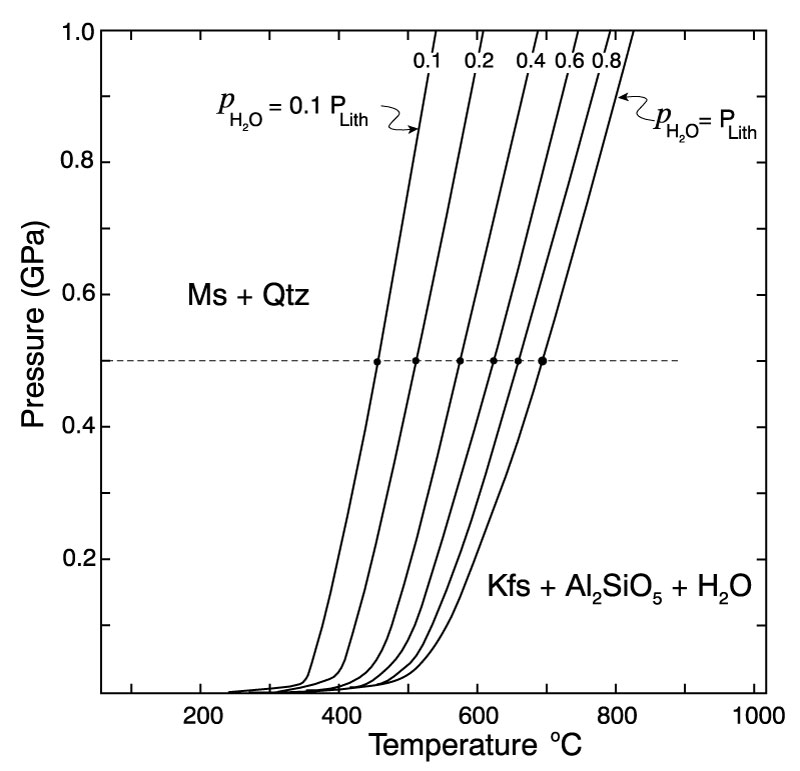 1.0
0.1 0.2 0.4 0.6 0.8
pH₂O = 0.1 PLith
pH₂O= PLith
0.8
Ms + Qtz
0.6
0.4
0.2
Kfs + Al₂SiO₅ + H₂O
Pressure (GPa)
200 400 600 800 1000
Temperature °C